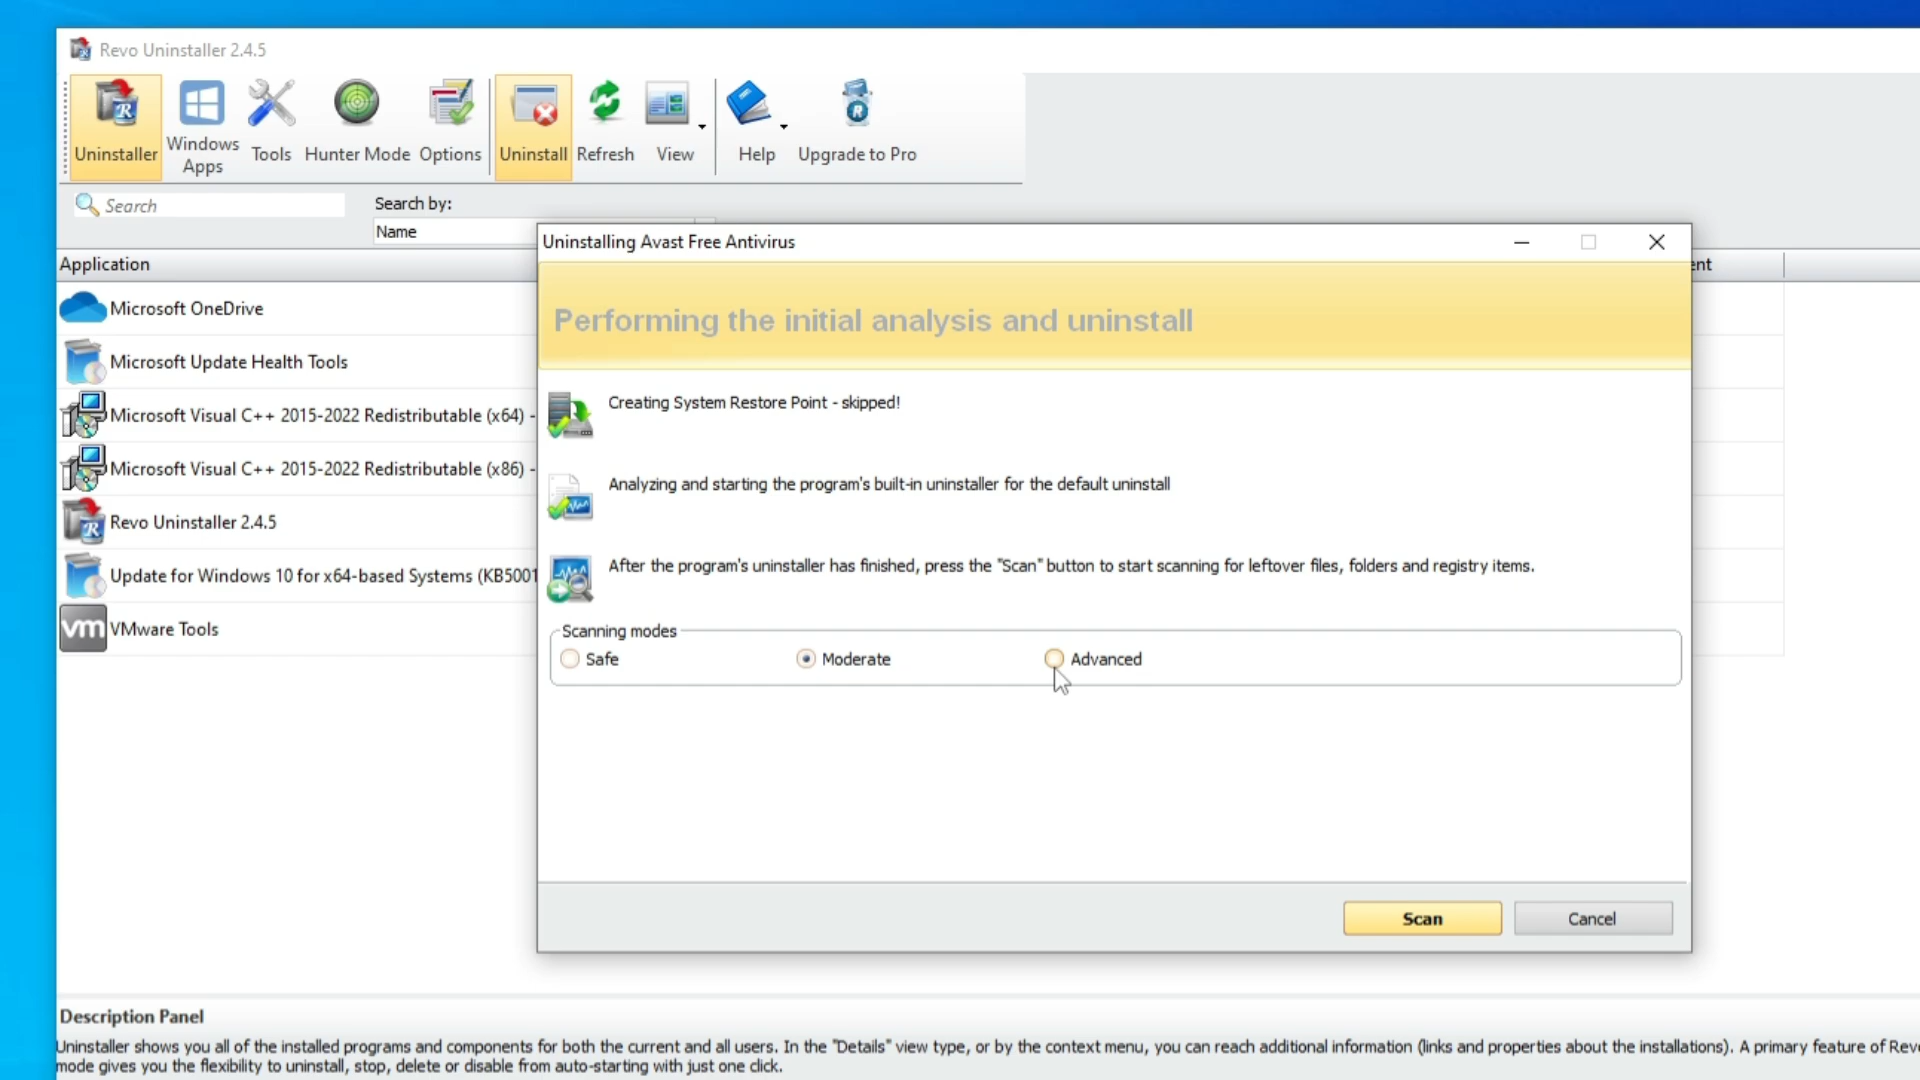 Revo Uninstaller 2.4.5
Uninstaller
Windows Apps
Tools
Hunter Mode
Options
Uninstall
Refresh
View
Help
Upgrade to Pro
Search
Search by:
Name
Application
ent
Microsoft OneDrive
Microsoft Update Health Tools
Microsoft Visual C++ 2015-2022 Redistributable (x64) -
Microsoft Visual C++ 2015-2022 Redistributable (x86) -
Revo Uninstaller 2.4.5
Update for Windows 10 for x64-based Systems (KB5001
vm VMware Tools
Uninstalling Avast Free Antivirus
Performing the initial analysis and uninstall
Creating System Restore Point - skipped!
Analyzing and starting the program's built-in uninstaller for the default uninstall
After the program's uninstaller has finished, press the "Scan" button to start scanning for leftover files, folders and registry items.
Scanning modes
Safe
Moderate
Advanced
Scan
Cancel
Description Panel
Uninstaller shows you all of the installed programs and components for both the current and all users. In the "Details" view type, or by the context menu, you can reach additional information (links and properties about the installations). A primary feature of Revo
mode gives you the flexibility to uninstall, stop, delete or disable from auto-starting with just one click.